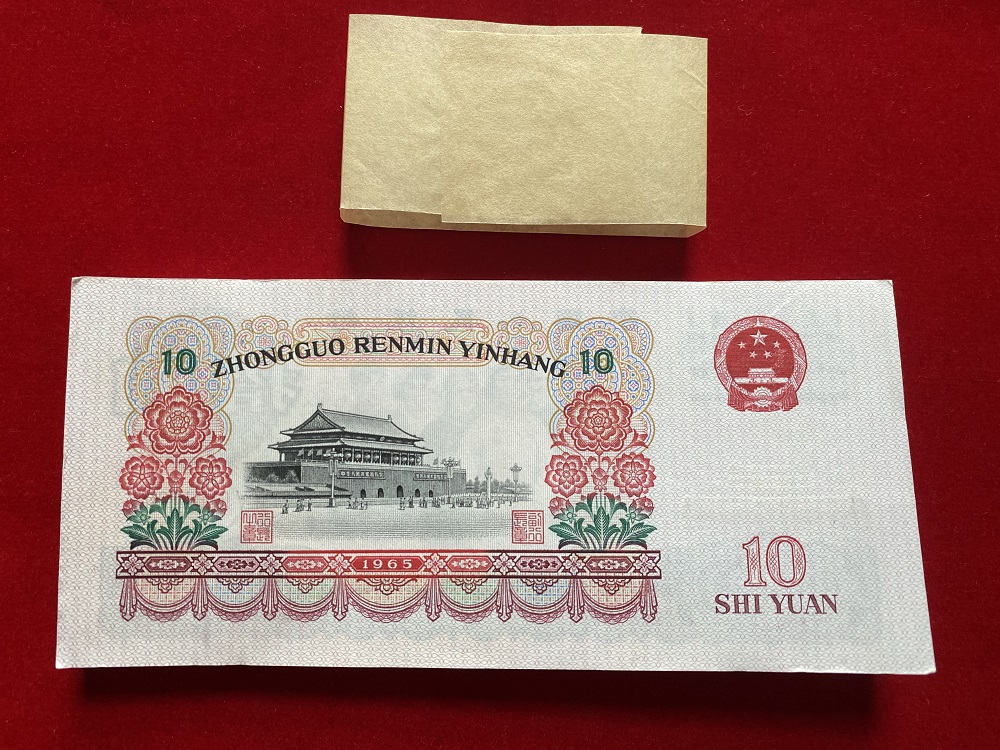 10 ZHONGGUO RENMIN YINHANG 10
1965
10
SHI YUAN